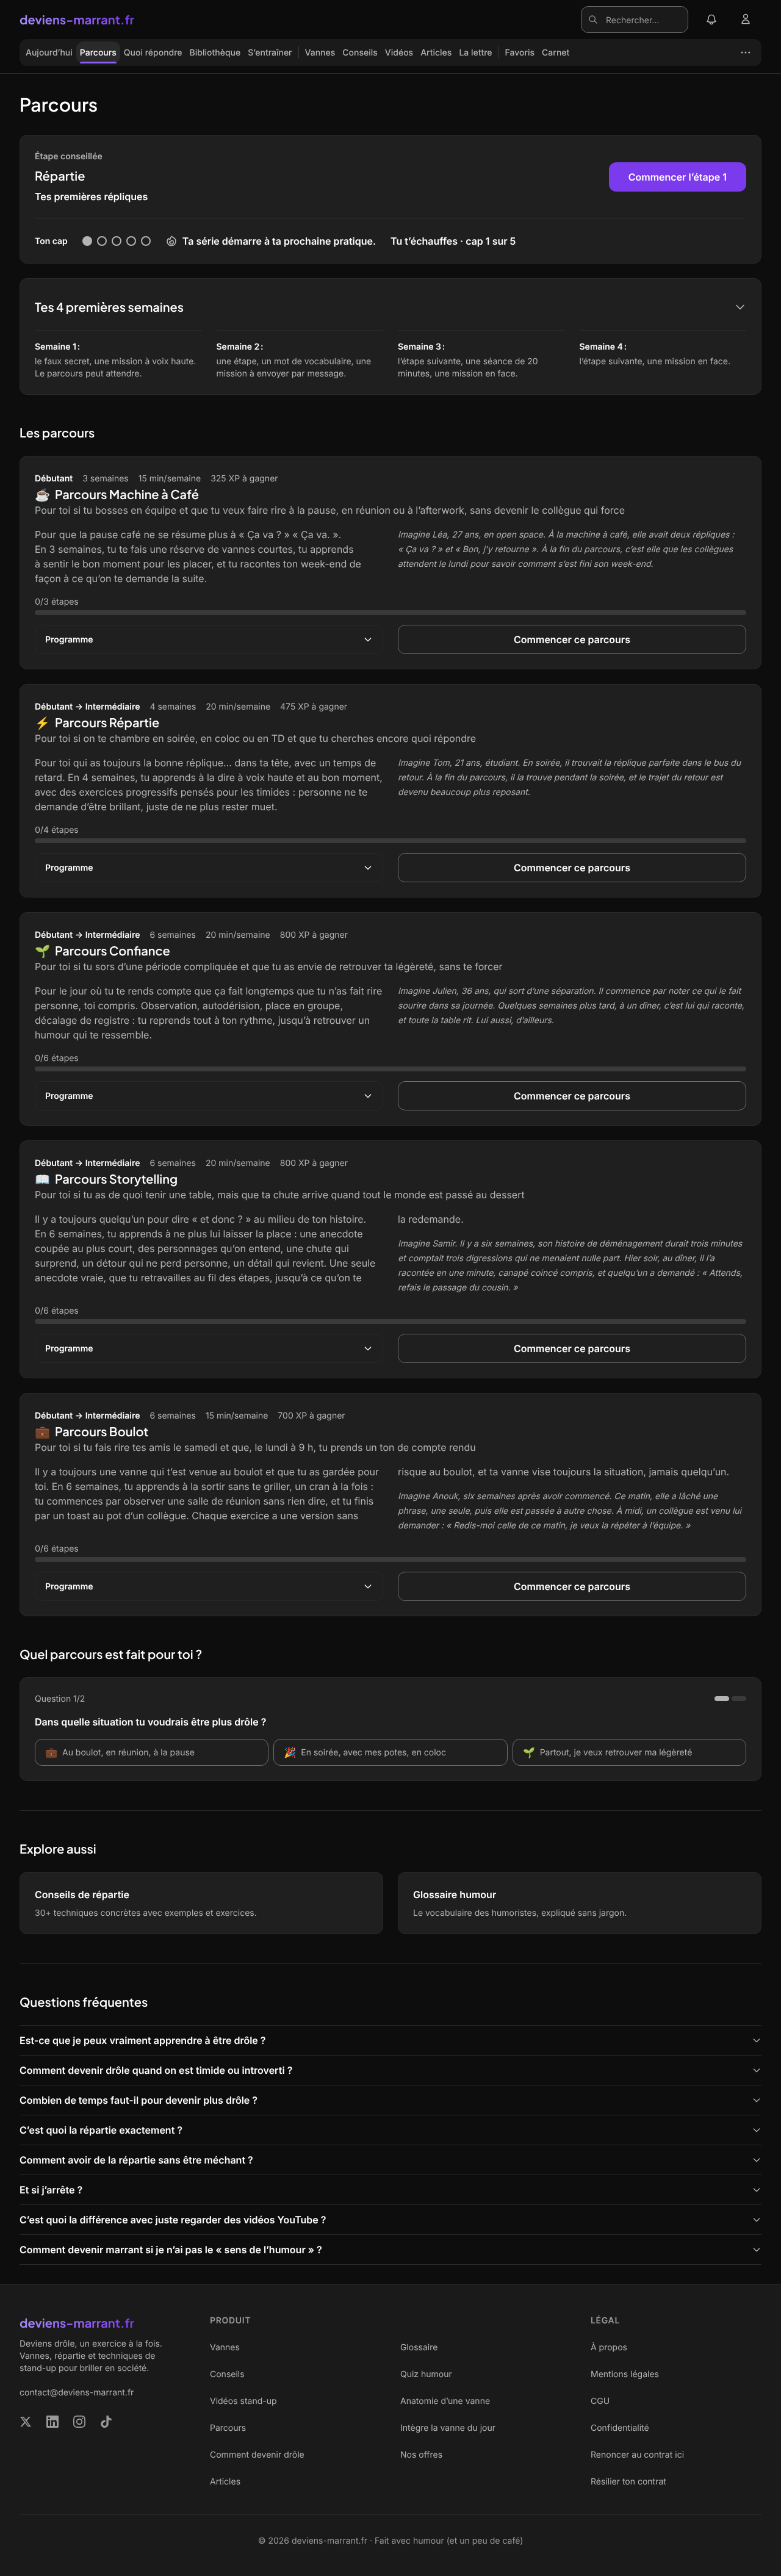 deviens-marrant.fr
Rechercher...
Aujourd'hui Parcours Quoi répondre Bibliothèque S'entraîner Vannes Conseils Vidéos Articles La lettre Favoris Carnet
Parcours
Étape conseillée
Répartie
Tes premières répliques
Commencer l'étape 1
Ton cap
Ta série démarre à ta prochaine pratique.
Tu t'échauffes · cap 1 sur 5
Tes 4 premières semaines
Semaine 1 :
le faux secret, une mission à voix haute.
Le parcours peut attendre.
Semaine 2 :
une étape, un mot de vocabulaire, une
mission à envoyer par message.
Semaine 3 :
l'étape suivante, une séance de 20
minutes, une mission en face.
Semaine 4 :
l'étape suivante, une mission en face.
Les parcours
Débutant 3 semaines 15 min/semaine 325 XP à gagner
☕ Parcours Machine à Café
Pour toi si tu bosses en équipe et que tu veux faire rire à la pause, en réunion ou à l'afterwork, sans devenir le collègue qui force
Pour que la pause café ne se résume plus à « Ça va ? » « Ça va. ».
En 3 semaines, tu te fais une réserve de vannes courtes, tu apprends
à sentir le bon moment pour les placer, et tu racontes ton week-end de
façon à ce qu'on te demande la suite.
Imagine Léa, 27 ans, en open space. À la machine à café, elle avait deux répliques :
« Ça va ? » et « Bon, j'y retourne ». À la fin du parcours, c'est elle que les collègues
attendent le lundi pour savoir comment s'est fini son week-end.
0/3 étapes
Programme
Commencer ce parcours
Débutant → Intermédiaire 4 semaines 20 min/semaine 475 XP à gagner
⚡ Parcours Répartie
Pour toi si on te chambre en soirée, en coloc ou en TD et que tu cherches encore quoi répondre
Pour toi qui as toujours la bonne réplique... dans ta tête, avec un temps de
retard. En 4 semaines, tu apprends à la dire à voix haute et au bon moment,
avec des exercices progressifs pensés pour les timides : personne ne te
demande d'être brillant, juste de ne plus rester muet.
Imagine Tom, 21 ans, étudiant. En soirée, il trouvait la réplique parfaite dans le bus du
retour. À la fin du parcours, il la trouve pendant la soirée, et le trajet du retour est
devenu beaucoup plus reposant.
0/4 étapes
Programme
Commencer ce parcours
Débutant → Intermédiaire 6 semaines 20 min/semaine 800 XP à gagner
🌱 Parcours Confiance
Pour toi si tu sors d'une période compliquée et que tu as envie de retrouver ta légèreté, sans te forcer
Pour le jour où tu te rends compte que ça fait longtemps que tu n'as fait rire
personne, toi compris. Observation, autodérision, place en groupe,
décalage de registre : tu reprends tout à ton rythme, jusqu'à retrouver un
humour qui te ressemble.
Imagine Julien, 36 ans, qui sort d'une séparation. Il commence par noter ce qui le fait
sourire dans sa journée. Quelques semaines plus tard, à un dîner, c'est lui qui raconte,
et toute la table rit. Lui aussi, d'ailleurs.
0/6 étapes
Programme
Commencer ce parcours
Débutant → Intermédiaire 6 semaines 20 min/semaine 800 XP à gagner
📖 Parcours Storytelling
Pour toi si tu as de quoi tenir une table, mais que ta chute arrive quand tout le monde est passé au dessert
Il y a toujours quelqu'un pour dire « et donc ? » au milieu de ton histoire.
En 6 semaines, tu apprends à ne plus lui laisser la place : une anecdote
coupée au plus court, des personnages qu'on entend, une chute qui
surprend, un détour qui ne perd personne, un détail qui revient. Une seule
anecdote vraie, que tu retravailles au fil des étapes, jusqu'à ce qu'on te
la redemande.
Imagine Samir. Il y a six semaines, son histoire de déménagement durait trois minutes
et comptait trois digressions qui ne menaient nulle part. Hier soir, au dîner, il l'a
racontée en une minute, canapé coincé compris, et quelqu'un a demandé : « Attends,
refais le passage du cousin. »
0/6 étapes
Programme
Commencer ce parcours
Débutant → Intermédiaire 6 semaines 15 min/semaine 700 XP à gagner
💼 Parcours Boulot
Pour toi si tu fais rire tes amis le samedi et que, le lundi à 9 h, tu prends un ton de compte rendu
Il y a toujours une vanne qui t'est venue au boulot et que tu as gardée pour
toi. En 6 semaines, tu apprends à la sortir sans te griller, un cran à la fois :
tu commences par observer une salle de réunion sans rien dire, et tu finis
par un toast au pot d'un collègue. Chaque exercice a une version sans
risque au boulot, et ta vanne vise toujours la situation, jamais quelqu'un.
Imagine Anouk, six semaines après avoir commencé. Ce matin, elle a lâché une
phrase, une seule, puis elle est passée à autre chose. À midi, un collègue est venu lui
demander : « Redis-moi celle de ce matin, je veux la répéter à l'équipe. »
0/6 étapes
Programme
Commencer ce parcours
Quel parcours est fait pour toi ?
Question 1/2
Dans quelle situation tu voudrais être plus drôle ?
💼 Au boulot, en réunion, à la pause
🎉 En soirée, avec mes potes, en coloc
🌱 Partout, je veux retrouver ma légèreté
Explore aussi
Conseils de répartie
30+ techniques concrètes avec exemples et exercices.
Glossaire humour
Le vocabulaire des humoristes, expliqué sans jargon.
Questions fréquentes
Est-ce que je peux vraiment apprendre à être drôle ?
Comment devenir drôle quand on est timide ou introverti ?
Combien de temps faut-il pour devenir plus drôle ?
C'est quoi la répartie exactement ?
Comment avoir de la répartie sans être méchant ?
Et si j'arrête ?
C'est quoi la différence avec juste regarder des vidéos YouTube ?
Comment devenir marrant si je n'ai pas le « sens de l'humour » ?
deviens-marrant.fr
Deviens drôle, un exercice à la fois.
Vannes, répartie et techniques de
stand-up pour briller en société.
contact@deviens-marrant.fr
PRODUIT
Vannes
Conseils
Vidéos stand-up
Parcours
Comment devenir drôle
Articles
Glossaire
Quiz humour
Anatomie d'une vanne
Intègre la vanne du jour
Nos offres
LÉGAL
À propos
Mentions légales
CGU
Confidentialité
Renoncer au contrat ici
Résilier ton contrat
© 2026 deviens-marrant.fr · Fait avec humour (et un peu de café)